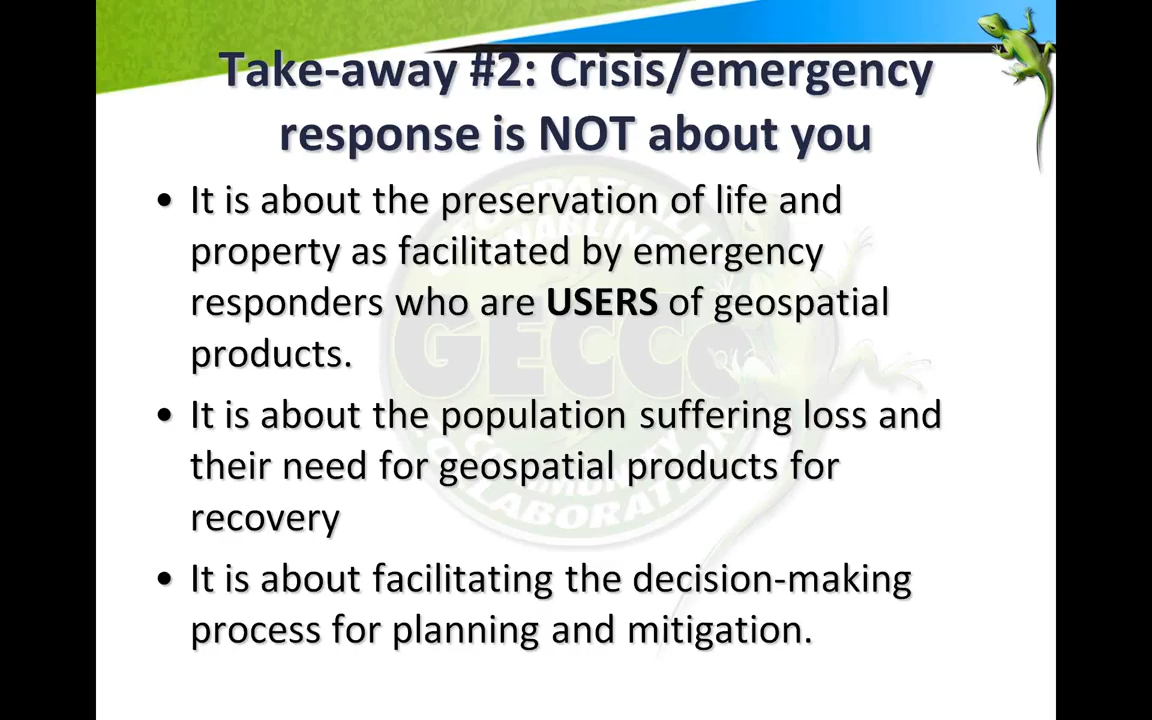 Take-away #2: Crisis/emergency
response is NOT about you
• It is about the preservation of life and
property as facilitated by emergency
responders who are USERS of geospatial
products.
• It is about the population suffering loss and
their need for geospatial products for
recovery
• It is about facilitating the decision-making
process for planning and mitigation.
GECCo
COMMUNITY
COLLABORATION